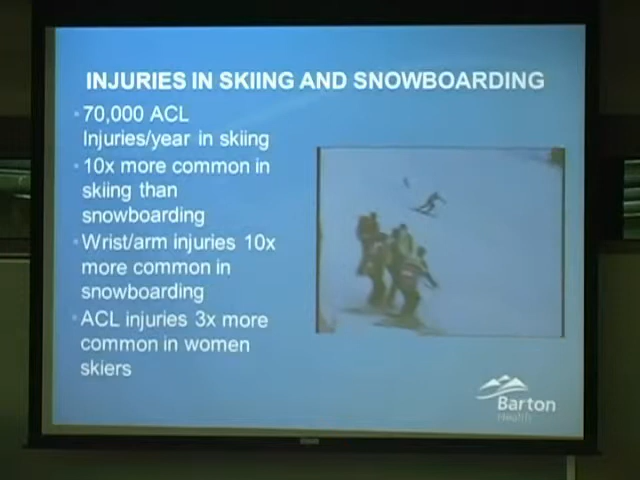 INJURIES IN SKIING AND SNOWBOARDING
70,000 ACL
Injuries/year in skiing
10x more common in
skiing than
snowboarding
Wrist/arm injuries 10x
more common in
snowboarding
ACL injuries 3x more
common in women
skiers
Barton
Health